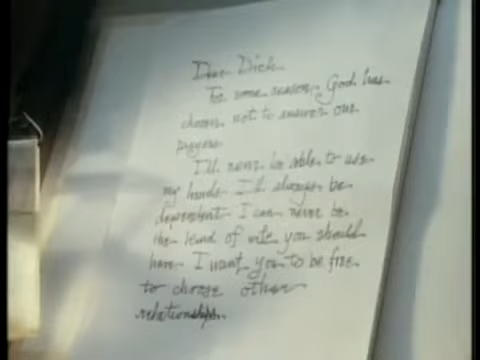 Dear Dick
For some reason, God has
chosen not to answer our
prayers
I'll never be able to use
my hands I'll always be
dependent I can never be
the kind of wife you should
have I want you to be free
to choose other
relationships.